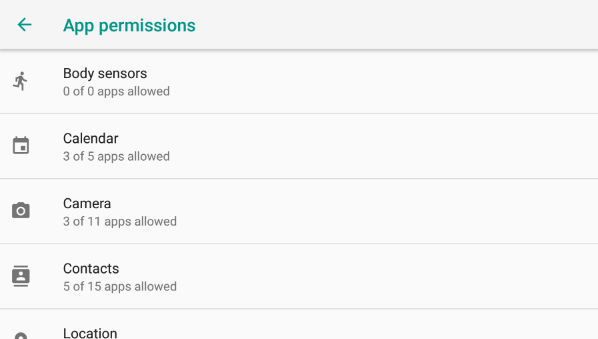 App permissions
Body sensors
0 of 0 apps allowed
Calendar
3 of 5 apps allowed
Camera
3 of 11 apps allowed
Contacts
5 of 15 apps allowed
Location